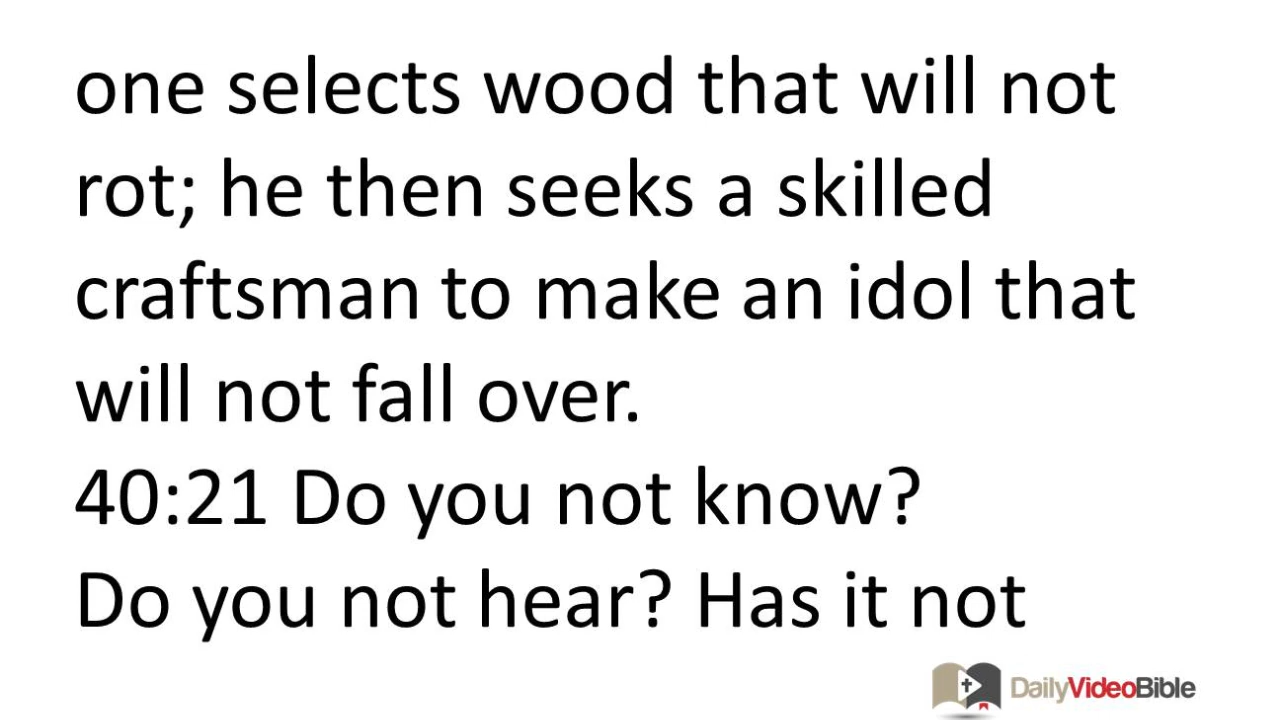 one selects wood that will not
rot; he then seeks a skilled
craftsman to make an idol that
will not fall over.
40:21 Do you not know?
Do you not hear? Has it not
DailyVideoBible